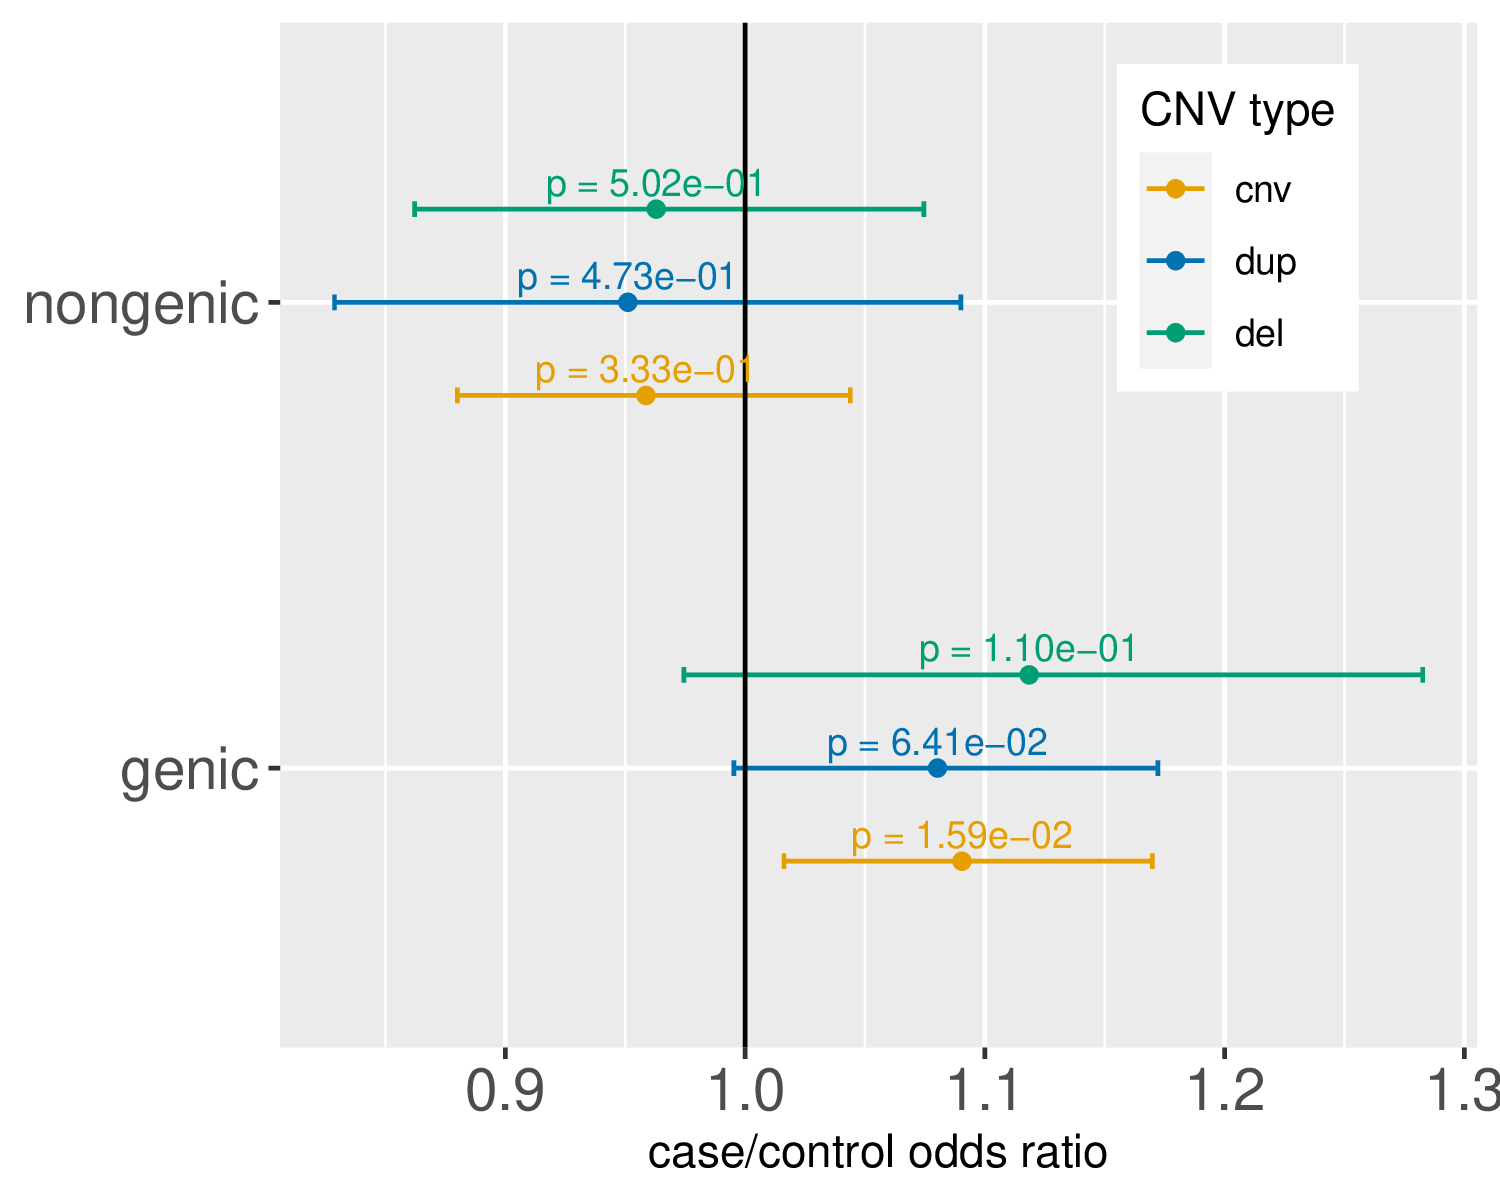 CNV type
cnv
dup
del
p = 5.02e−01
nongenic
p = 4.73e−01
p = 3.33e−01
p = 1.10e−01
genic
p = 6.41e−02
p = 1.59e−02
0.9 1.0 1.1 1.2 1.3
case/control odds ratio